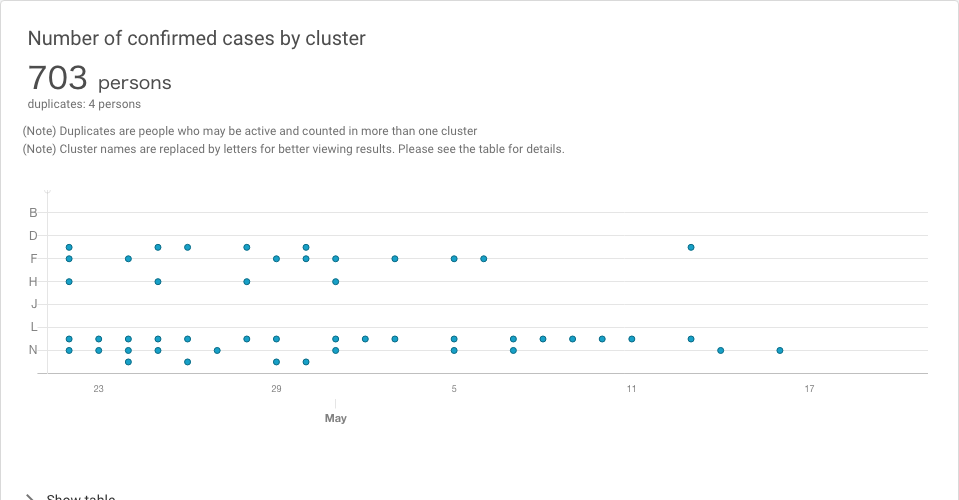 Number of confirmed cases by cluster
703 persons
duplicates: 4 persons
(Note) Duplicates are people who may be active and counted in more than one cluster
(Note) Cluster names are replaced by letters for better viewing results. Please see the table for details.
B
D
F
H
J
L
N
23 29 5 11 17
May
Show table